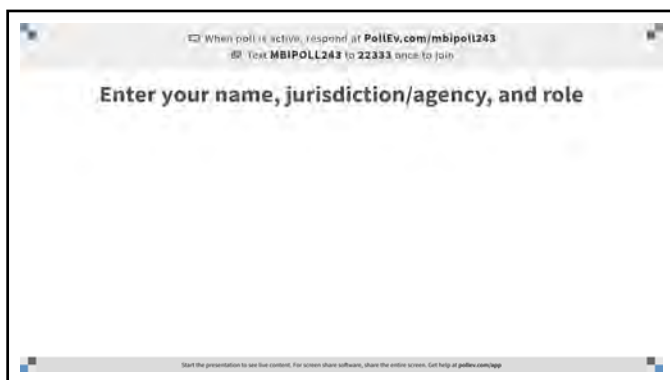 When poll is active, respond at PollEv.com/mbipoll243
Text MBIPOLL243 to 22333 once to join
Enter your name, jurisdiction/agency, and role
Start the presentation to see live content. For screen share software, share the entire screen. Get help at pollev.com/app